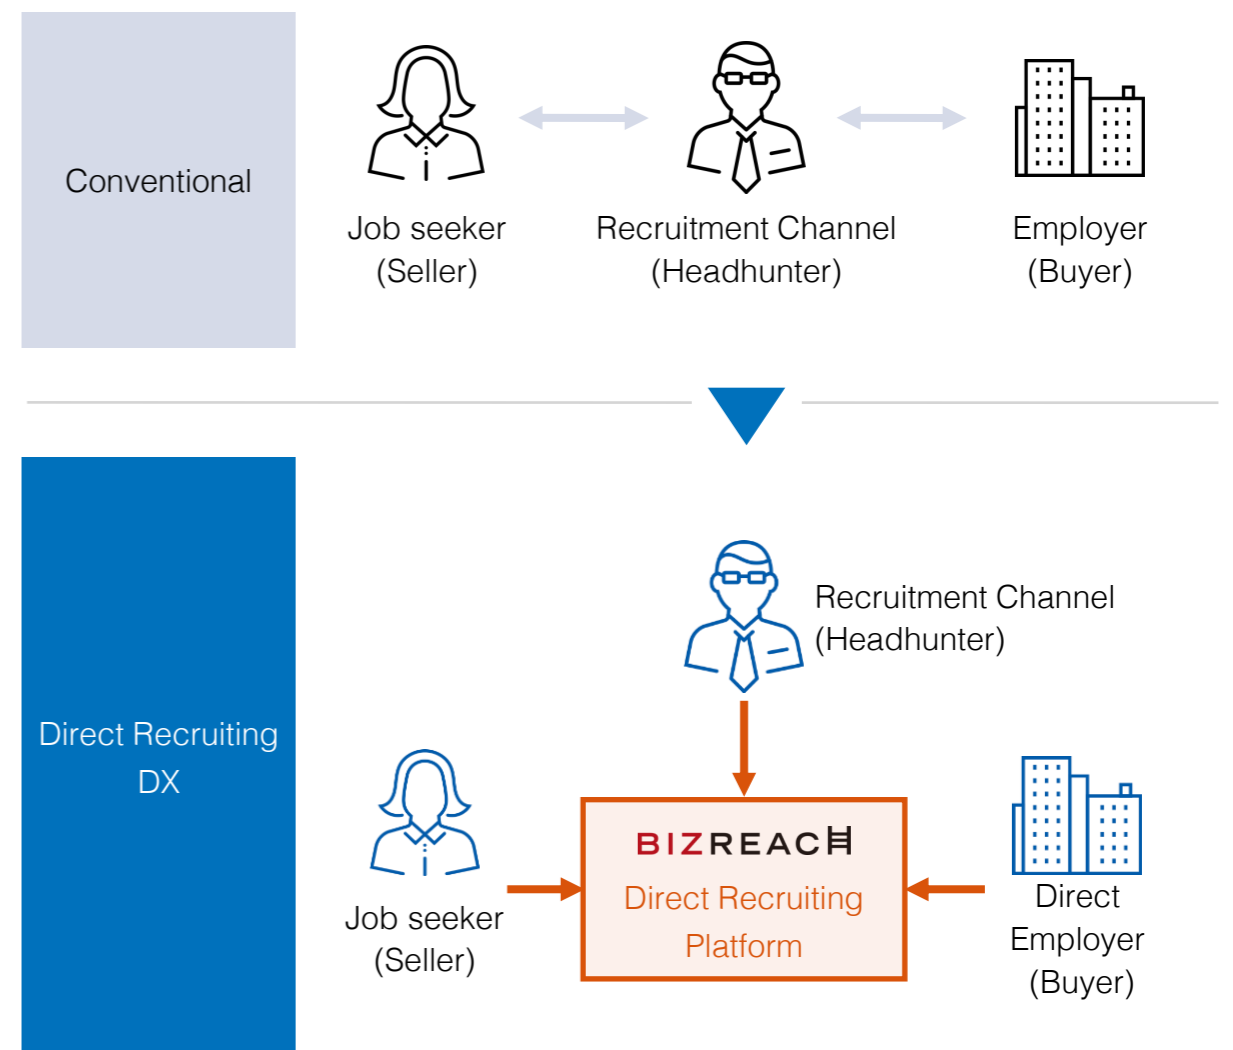 Conventional
Job seeker
(Seller)
Recruitment Channel
(Headhunter)
Employer
(Buyer)
Direct Recruiting
DX
Recruitment Channel
(Headhunter)
Job seeker
(Seller)
BIZREACH
Direct Recruiting
Platform
Direct
Employer
(Buyer)